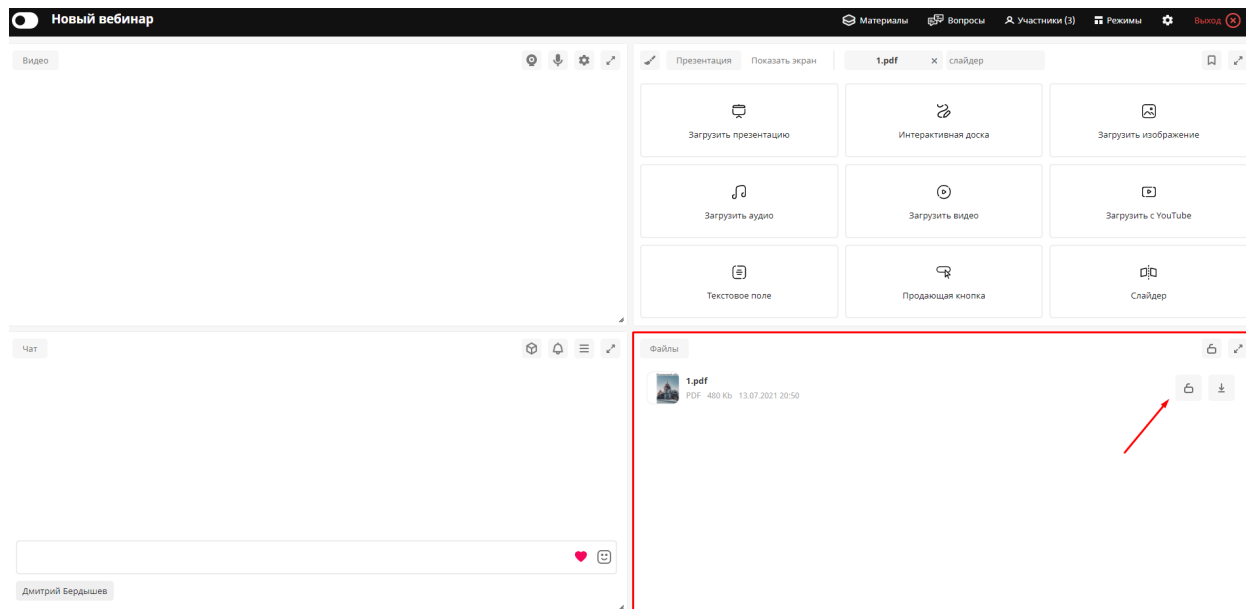 Новый вебинар
Материалы Вопросы Участники (3) Режимы Выход
Видео
Презентация Показать экран 1.pdf слайдер
Загрузить презентацию Интерактивная доска Загрузить изображение
Загрузить аудио Загрузить видео Загрузить с YouTube
Текстовое поле Продающая кнопка Слайдер
Чат
Дмитрий Бердышев
Файлы
1.pdf
PDF 480 Kb 13.07.2021 20:50